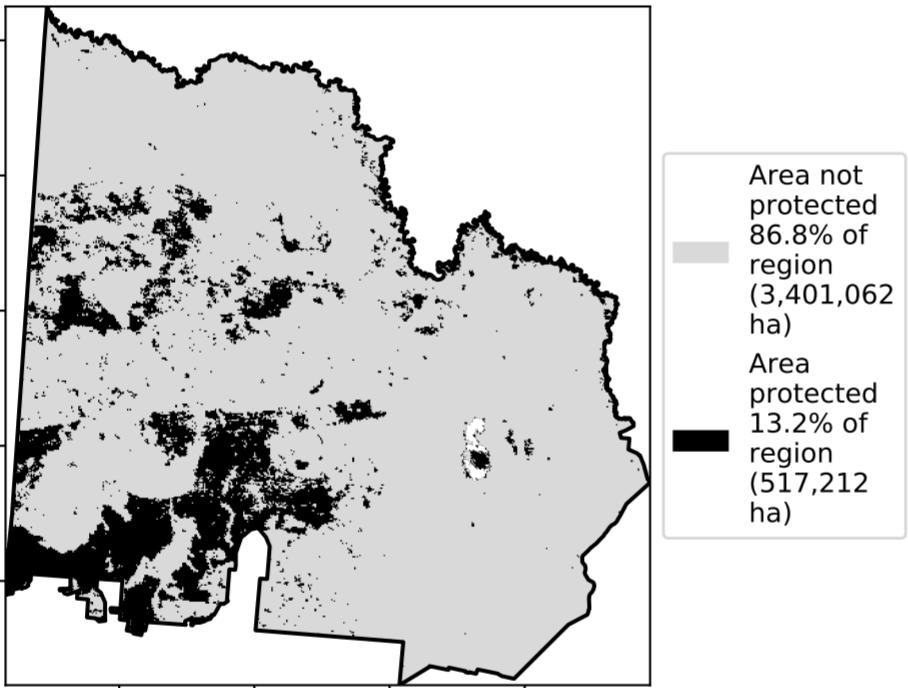 Area not
protected
86.8% of
region
(3,401,062
ha)
Area
protected
13.2% of
region
(517,212
ha)